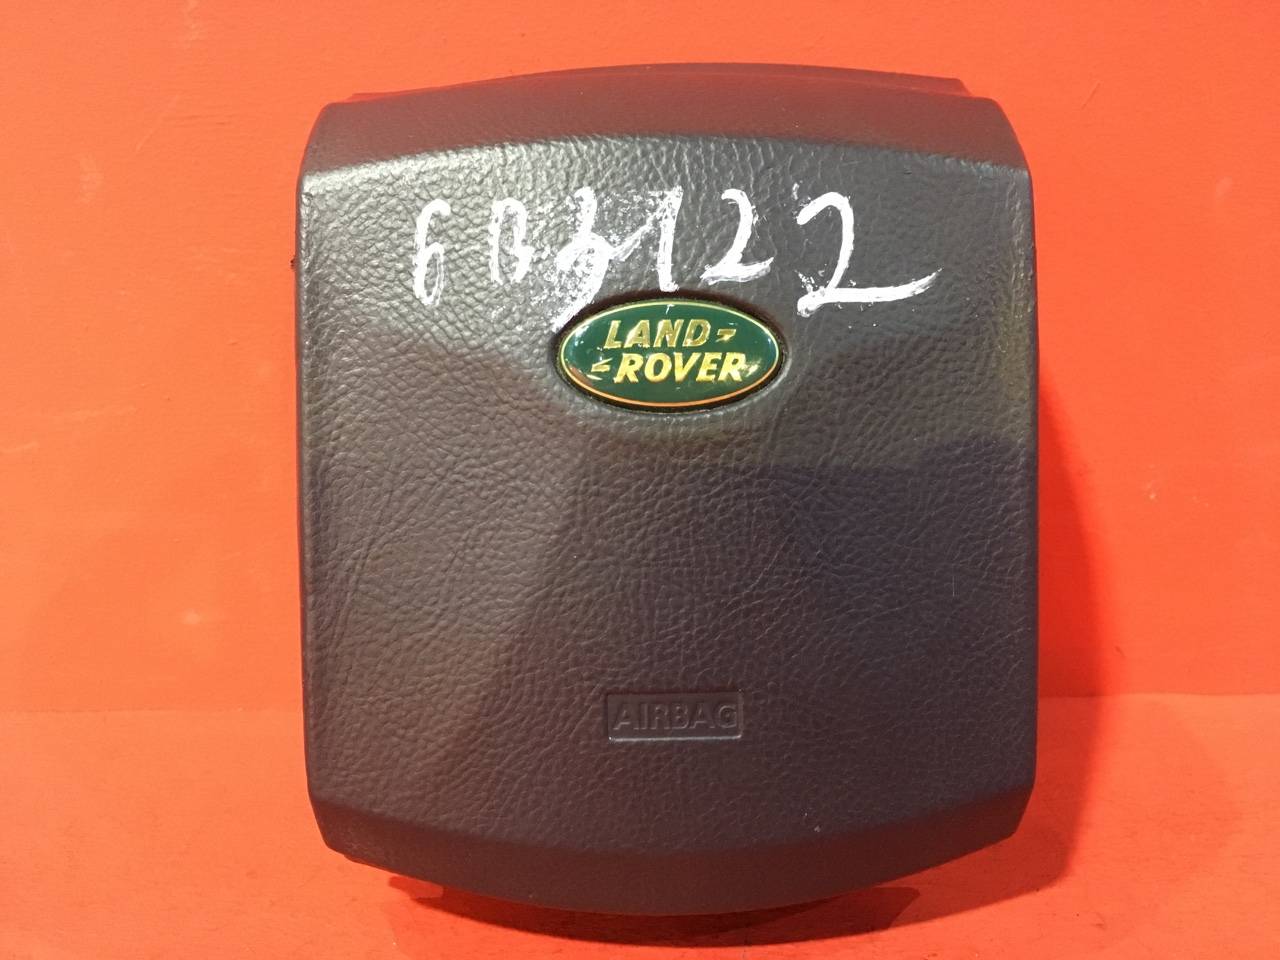 6B3122
LAND-
-ROVER
AIRBAG